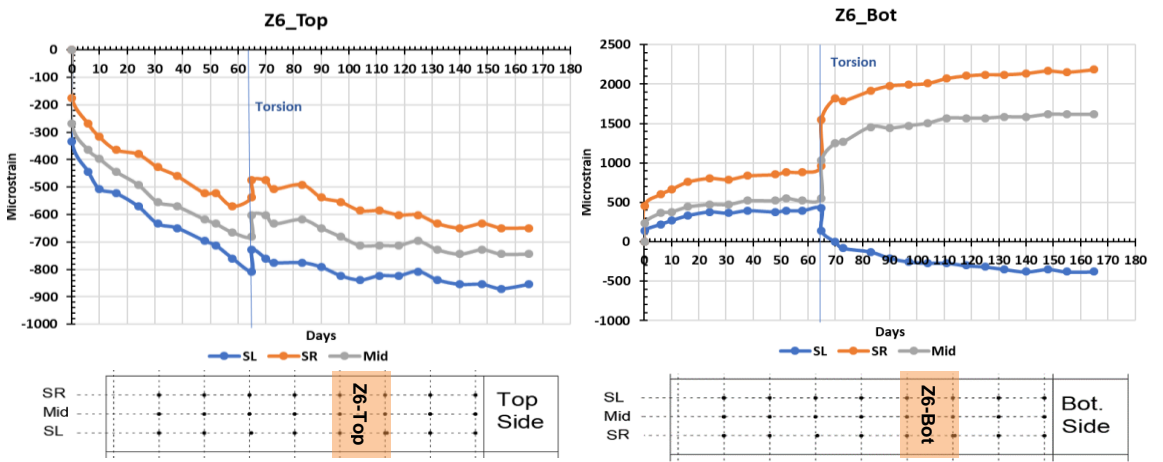 Z6_Top
0
-100
-200
-300
-400
-500
-600
-700
-800
-900
-1000
Microstrain
0 10 20 30 40 50 60 70 80 90 100 110 120 130 140 150 160 170 180
Torsion
Days
SL SR Mid
SR
Mid
SL
Z6-Top
Top
Side
Z6_Bot
2500
2000
1500
1000
500
0
-500
-1000
Microstrain
0 10 20 30 40 50 60 70 80 90 100 110 120 130 140 150 160 170 180
Torsion
Days
SL SR Mid
SL
Mid
SR
Z6-Bot
Bot.
Side